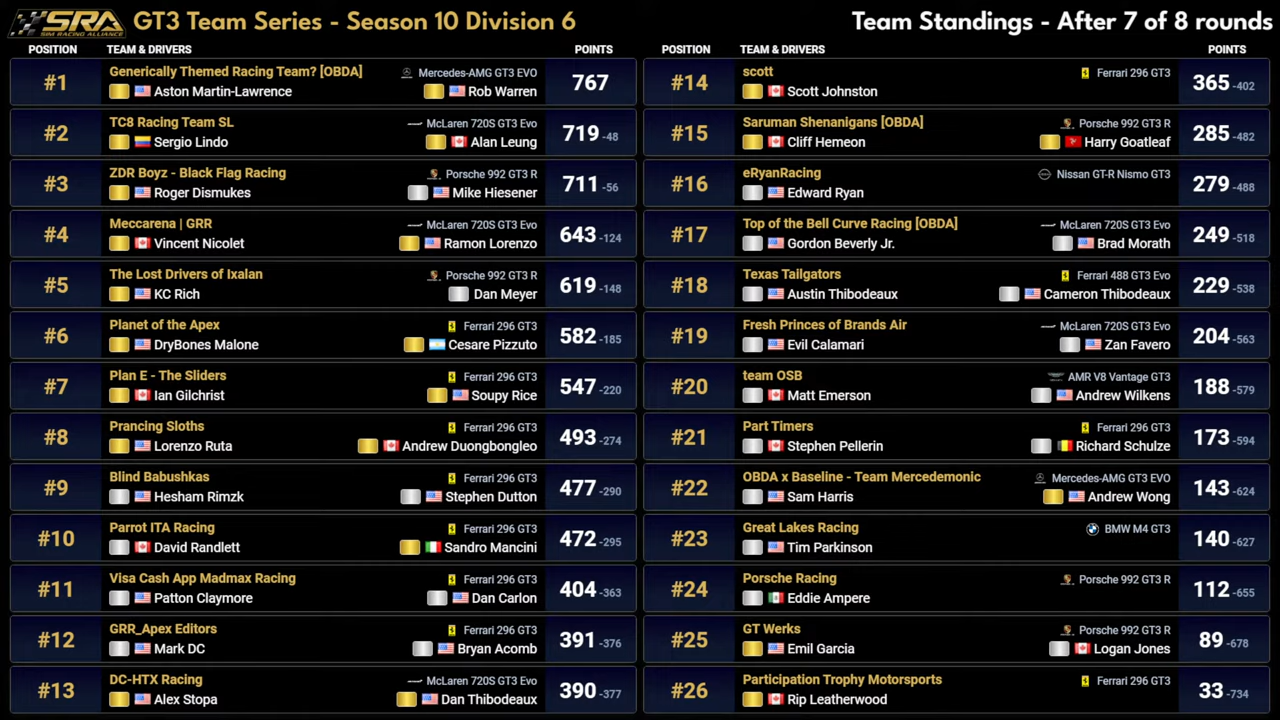 SRA
SIM RACING ALLIANCE
GT3 Team Series - Season 10 Division 6
Team Standings - After 7 of 8 rounds
POSITION TEAM & DRIVERS POINTS
#1 Generically Themed Racing Team? [OBDA] Mercedes-AMG GT3 EVO
Aston Martin-Lawrence Rob Warren 767
#2 TC8 Racing Team SL McLaren 720S GT3 Evo
Sergio Lindo Alan Leung 719 -48
#3 ZDR Boyz - Black Flag Racing Porsche 992 GT3 R
Roger Dismukes Mike Hiesener 711 -56
#4 Meccarena | GRR McLaren 720S GT3 Evo
Vincent Nicolet Ramon Lorenzo 643 -124
#5 The Lost Drivers of Ixalan Porsche 992 GT3 R
KC Rich Dan Meyer 619 -148
#6 Planet of the Apex Ferrari 296 GT3
DryBones Malone Cesare Pizzuto 582 -185
#7 Plan E - The Sliders Ferrari 296 GT3
Ian Gilchrist Soupy Rice 547 -220
#8 Prancing Sloths Ferrari 296 GT3
Lorenzo Ruta Andrew Duongbongleo 493 -274
#9 Blind Babushkas Ferrari 296 GT3
Hesham Rimzk Stephen Dutton 477 -290
#10 Parrot ITA Racing Ferrari 296 GT3
David Randlett Sandro Mancini 472 -295
#11 Visa Cash App Madmax Racing Ferrari 296 GT3
Patton Claymore Dan Carlon 404 -363
#12 GRR_Apex Editors Ferrari 296 GT3
Mark DC Bryan Acomb 391 -376
#13 DC-HTX Racing McLaren 720S GT3 Evo
Alex Stopa Dan Thibodeaux 390 -377
POSITION TEAM & DRIVERS POINTS
#14 scott Ferrari 296 GT3
Scott Johnston 365 -402
#15 Saruman Shenanigans [OBDA] Porsche 992 GT3 R
Cliff Hemeon Harry Goatleaf 285 -482
#16 eRyanRacing Nissan GT-R Nismo GT3
Edward Ryan 279 -488
#17 Top of the Bell Curve Racing [OBDA] McLaren 720S GT3 Evo
Gordon Beverly Jr. Brad Morath 249 -518
#18 Texas Tailgators Ferrari 488 GT3 Evo
Austin Thibodeaux Cameron Thibodeaux 229 -538
#19 Fresh Princes of Brands Air McLaren 720S GT3 Evo
Evil Calamari Zan Favero 204 -563
#20 team OSB AMR V8 Vantage GT3
Matt Emerson Andrew Wilkens 188 -579
#21 Part Timers Ferrari 296 GT3
Stephen Pellerin Richard Schulze 173 -594
#22 OBDA x Baseline - Team Mercedemonic Mercedes-AMG GT3 EVO
Sam Harris Andrew Wong 143 -624
#23 Great Lakes Racing BMW M4 GT3
Tim Parkinson 140 -627
#24 Porsche Racing Porsche 992 GT3 R
Eddie Ampere 112 -655
#25 GT Werks Porsche 992 GT3 R
Emil Garcia Logan Jones 89 -678
#26 Participation Trophy Motorsports Ferrari 296 GT3
Rip Leatherwood 33 -734